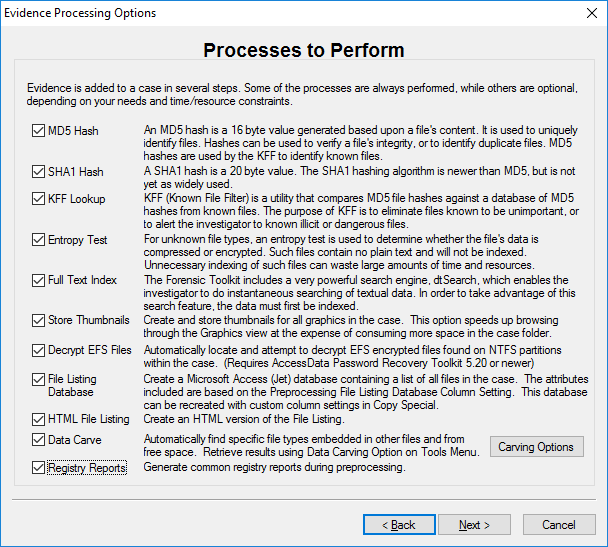 Evidence Processing Options
Processes to Perform
Evidence is added to a case in several steps. Some of the processes are always performed, while others are optional,
depending on your needs and time/resource constraints.
MD5 Hash
An MD5 hash is a 16 byte value generated based upon a file's content. It is used to uniquely
identify files. Hashes can be used to verify a file's integrity, or to identify duplicate files. MD5
hashes are used by the KFF to identify known files.
SHA1 Hash
A SHA1 hash is a 20 byte value. The SHA1 hashing algorithm is newer than MD5, but is not
yet as widely used.
KFF Lookup
KFF (Known File Filter) is a utility that compares MD5 file hashes against a database of MD5
hashes from known files. The purpose of KFF is to eliminate files known to be unimportant, or
to alert the investigator to known illicit or dangerous files.
Entropy Test
For unknown file types, an entropy test is used to determine whether the file's data is
compressed or encrypted. Such files contain no plain text and will not be indexed.
Unnecessary indexing of such files can waste large amounts of time and resources.
Full Text Index
The Forensic Toolkit includes a very powerful search engine, dtSearch, which enables the
investigator to do instantaneous searching of textual data. In order to take advantage of this
search feature, the data must first be indexed.
Store Thumbnails
Create and store thumbnails for all graphics in the case. This option speeds up browsing
through the Graphics view at the expense of consuming more space in the case folder.
Decrypt EFS Files
Automatically locate and attempt to decrypt EFS encrypted files found on NTFS partitions
within the case. (Requires AccessData Password Recovery Toolkit 5.20 or newer)
File Listing
Database
Create a Microsoft Access (Jet) database containing a list of all files in the case. The attributes
included are based on the Preprocessing File Listing Database Column Setting. This database
can be recreated with custom column settings in Copy Special.
HTML File Listing
Create an HTML version of the File Listing.
Data Carve
Automatically find specific file types embedded in other files and from
free space. Retrieve results using Data Carving Option on Tools Menu.
Carving Options
Registry Reports
Generate common registry reports during preprocessing.
< Back
Next >
Cancel